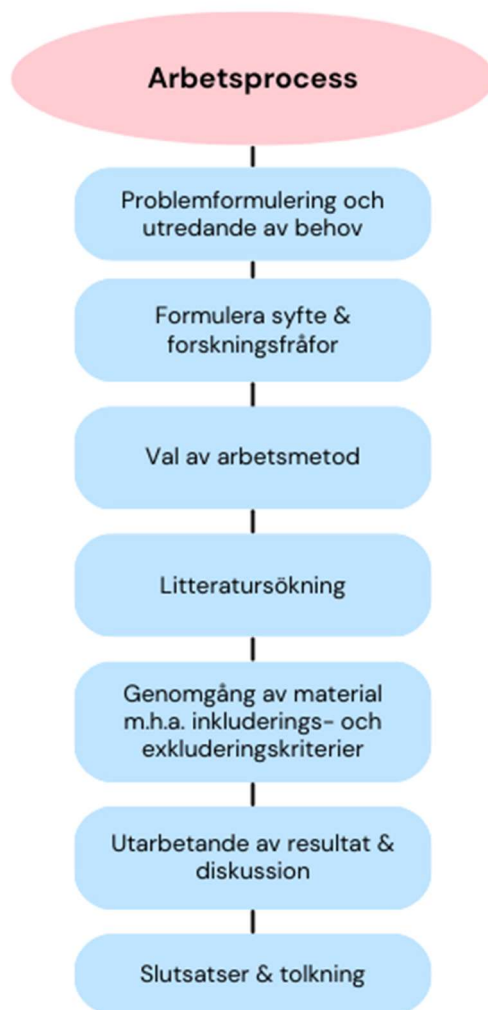 Arbetsprocess
Problemformulering och
utredande av behov
Formulera syfte &
forskningsfråfor
Val av arbetsmetod
Litteratursökning
Genomgång av material
m.h.a. inkluderings- och
exkluderingskriterier
Utarbetande av resultat &
diskussion
Slutsatser & tolkning